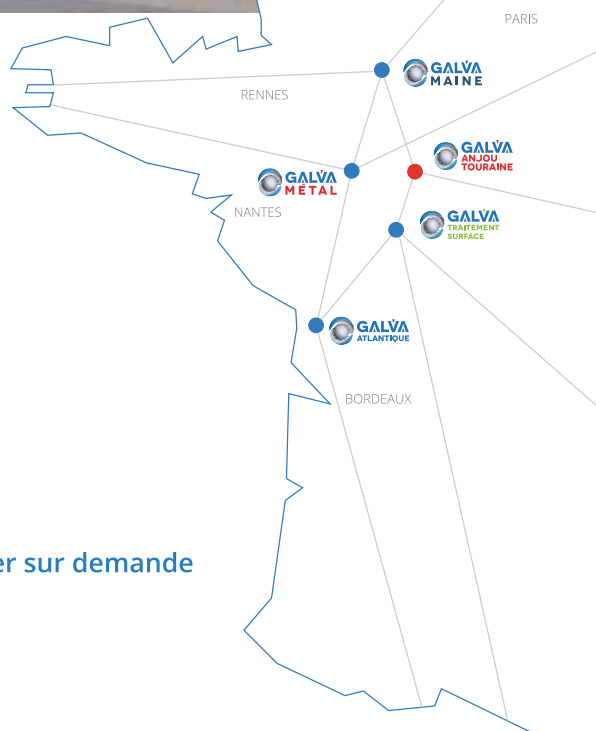 PARIS
GALVA
MAINE
RENNES
GALVA
ANJOU
TOURAINE
GALVA
MÉTAL
NANTES
GALVA
TRAITEMENT
SURFACE
GALVA
ATLANTIQUE
BORDEAUX
er sur demande